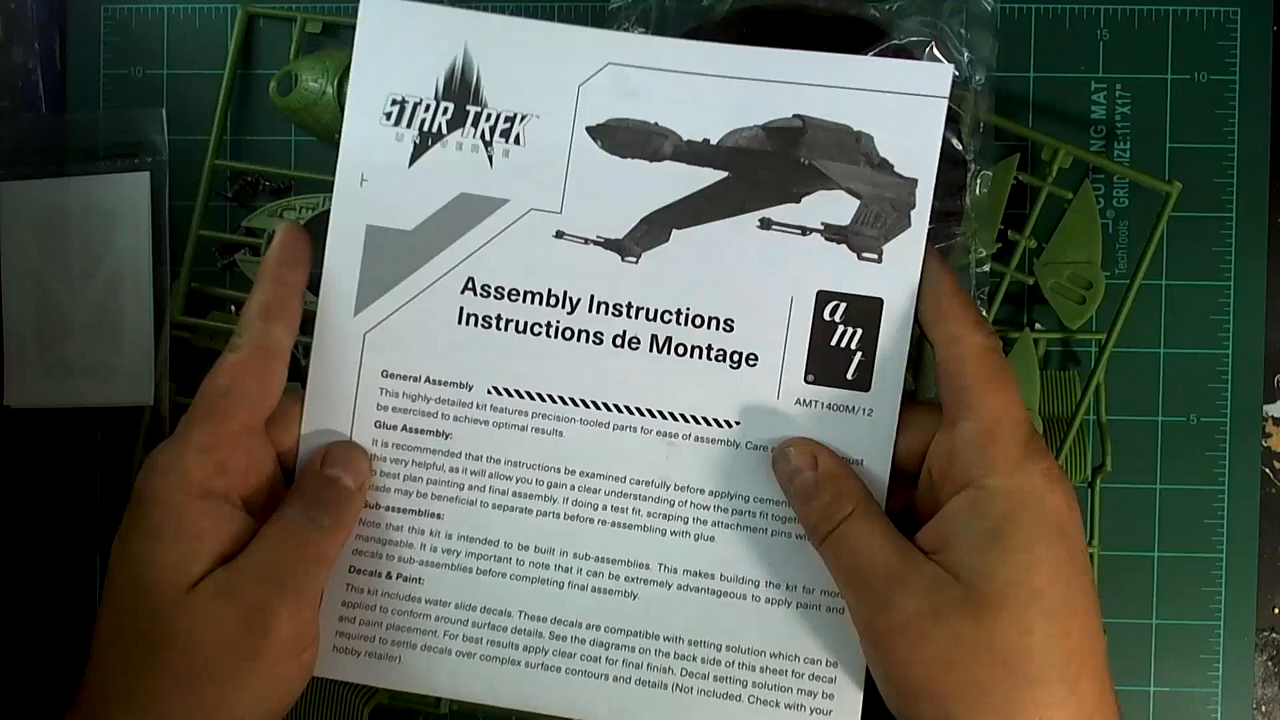 STAR TREK
UNIVERSE
Assembly Instructions
Instructions de Montage
amt
®
AMT1400M/12
General Assembly
This highly-detailed kit features precision-tooled parts for ease of assembly. Care must
be exercised to achieve optimal results.
Glue Assembly:
It is recommended that the instructions be examined carefully before applying cement
this very helpful, as it will allow you to gain a clear understanding of how the parts fit
best plan painting and final assembly. If doing a test fit, scraping the attachment pins
may be beneficial to separate parts before re-assembling with glue.
Sub-assemblies:
Note that this kit is intended to be built in sub-assemblies. This makes building the kit far more
manageable. It is very important to note that it can be extremely advantageous to apply paint and
decals to sub-assemblies before completing final assembly.
Decals & Paint:
This kit includes water slide decals. These decals are compatible with setting solution which can be
applied to conform around surface details. See the diagrams on the back side of this sheet for decal
and paint placement. For best results apply clear coat for final finish. Decal setting solution may be
required to settle decals over complex surface contours and details (Not included. Check with your
hobby retailer).
10
15
10
5
CUTTING MAT
GRID SIZE:11"X17"
TechTools